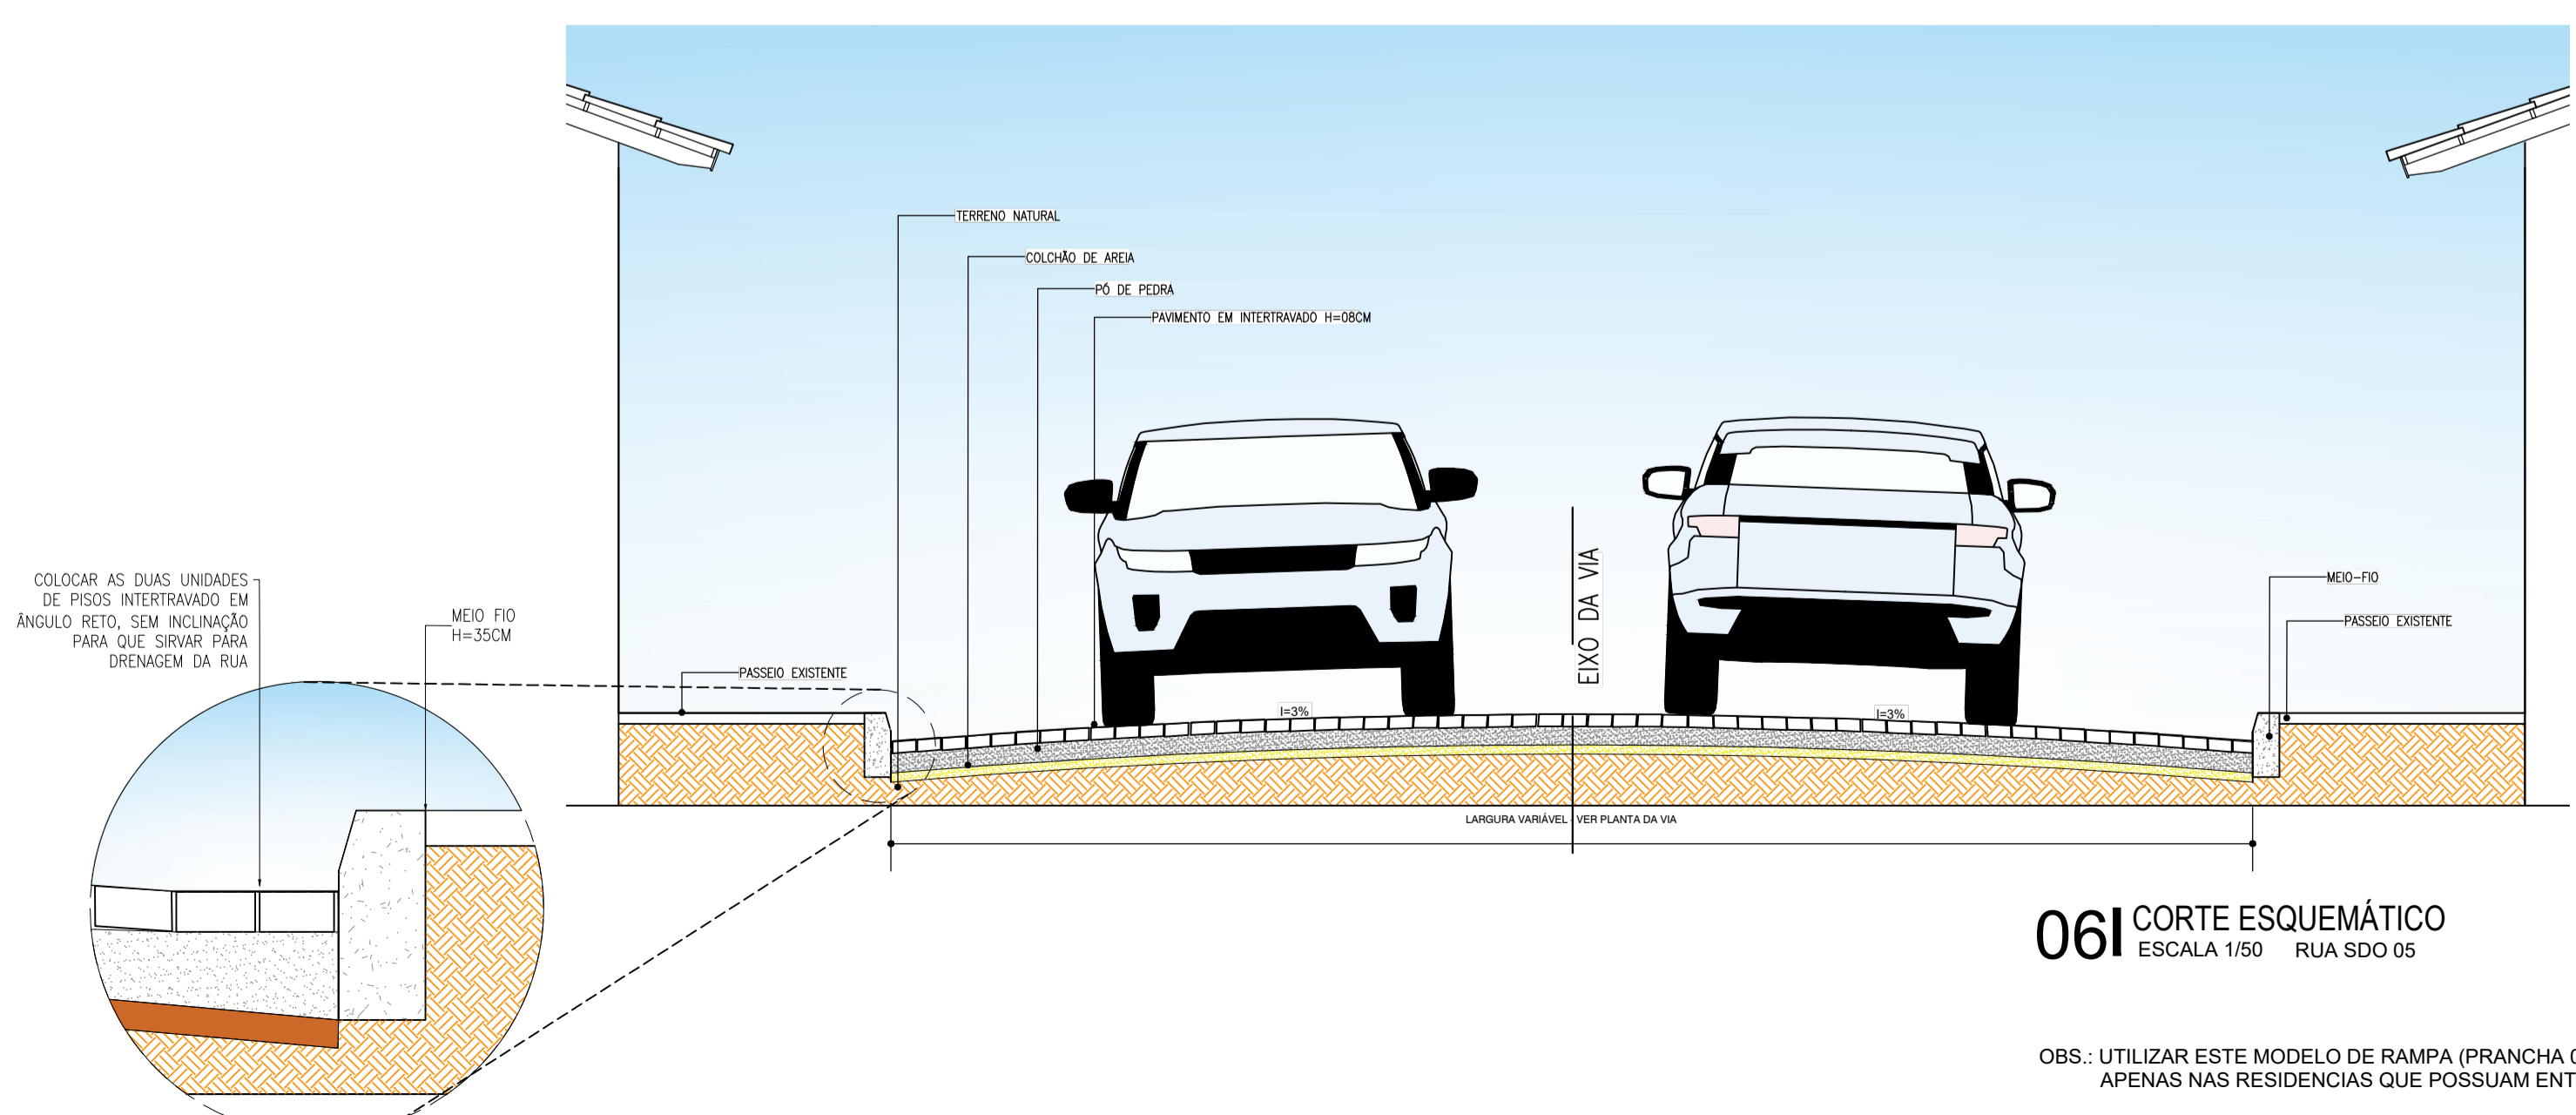 TERRENO NATURAL
COLCHÃO DE AREIA
PÓ DE PEDRA
PAVIMENTO EM INTERTRAVADO H=08CM
COLOCAR AS DUAS UNIDADES
DE PISOS INTERTRAVADO EM
ÂNGULO RETO, SEM INCLINAÇÃO
PARA QUE SIRVAR PARA
DRENAGEM DA RUA
MEIO FIO
H=35CM
PASSEIO EXISTENTE
I=3%
EIXO DA VIA
I=3%
MEIO-FIO
PASSEIO EXISTENTE
LARGURA VARIÁVEL - VER PLANTA DA VIA
06 CORTE ESQUEMÁTICO
ESCALA 1/50 RUA SDO 05
OBS.: UTILIZAR ESTE MODELO DE RAMPA (PRANCHA
APENAS NAS RESIDENCIAS QUE POSSUAM